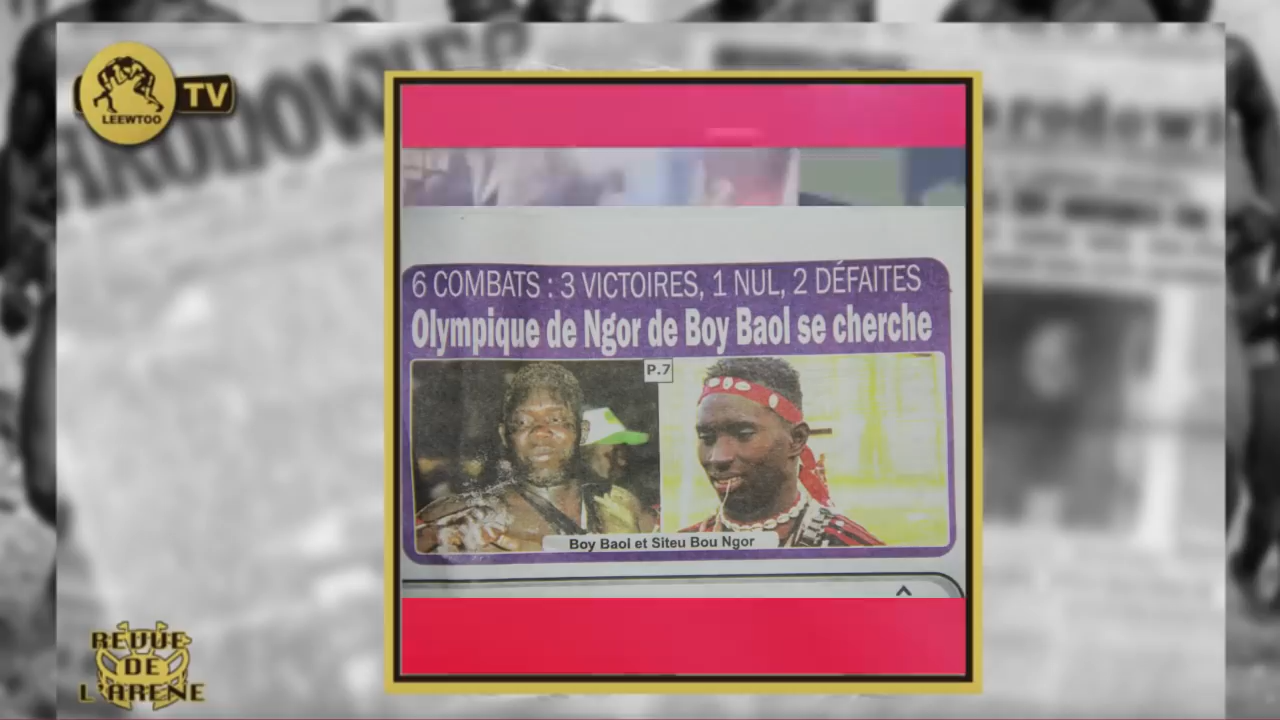 LEEWTOO
TV
6 COMBATS : 3 VICTOIRES, 1 NUL, 2 DÉFAITES
Olympique de Ngor de Boy Baol se cherche
P.7
Boy Baol et Siteu Bou Ngor
REVUE
DE
L'ARENE